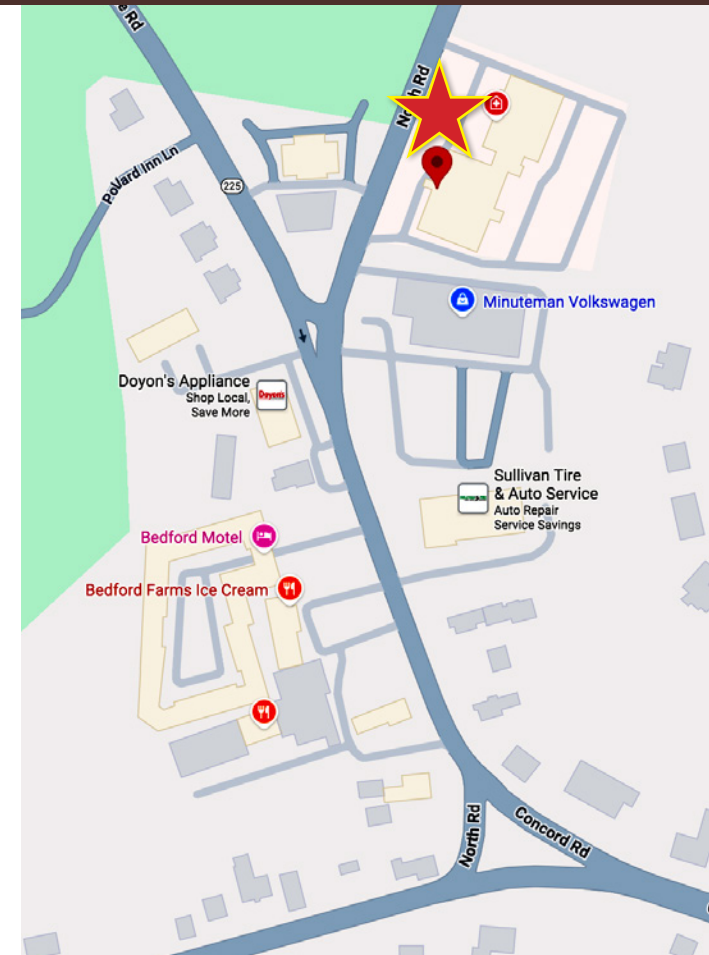 North Rd
Pollard Inn Ln
225
Minuteman Volkswagen
Doyon's Appliance
Shop Local,
Save More
Doyon's
Sullivan Tire
& Auto Service
Auto Repair
Service Savings
Bedford Motel
Bedford Farms Ice Cream
North Rd
Concord Rd